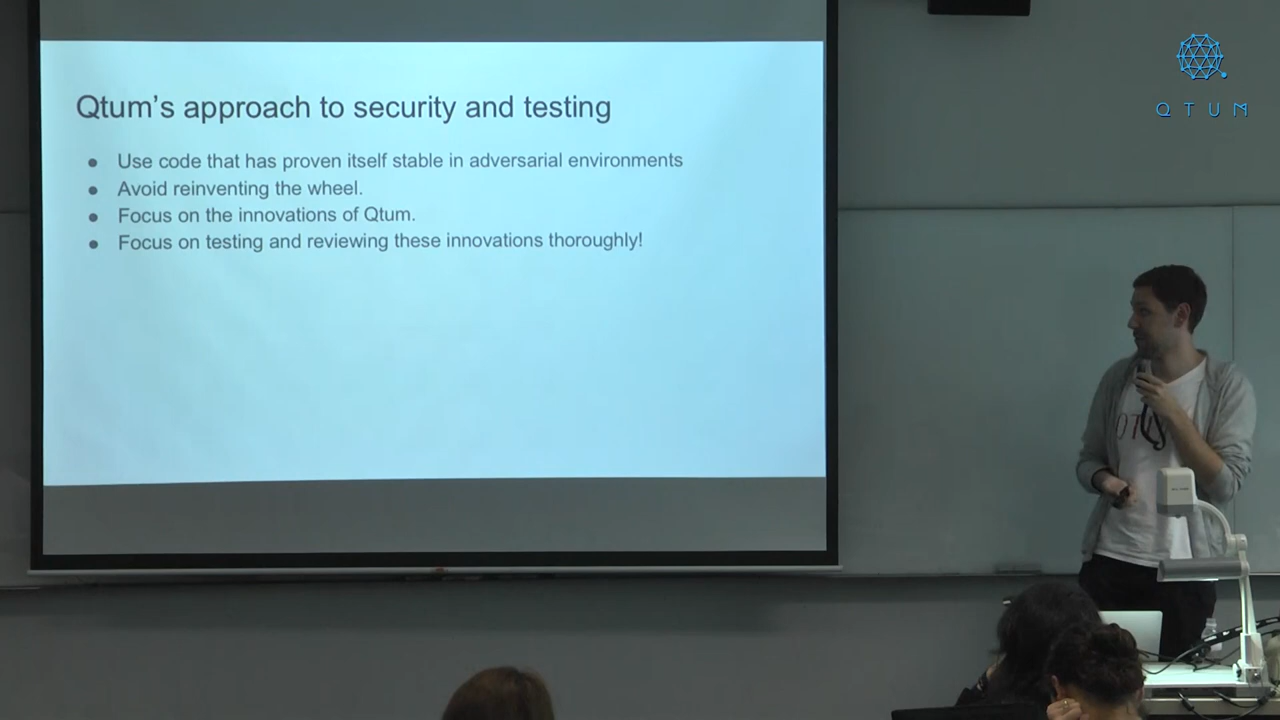 Qtum's approach to security and testing
● Use code that has proven itself stable in adversarial environments
● Avoid reinventing the wheel.
● Focus on the innovations of Qtum.
● Focus on testing and reviewing these innovations thoroughly!
QTUM